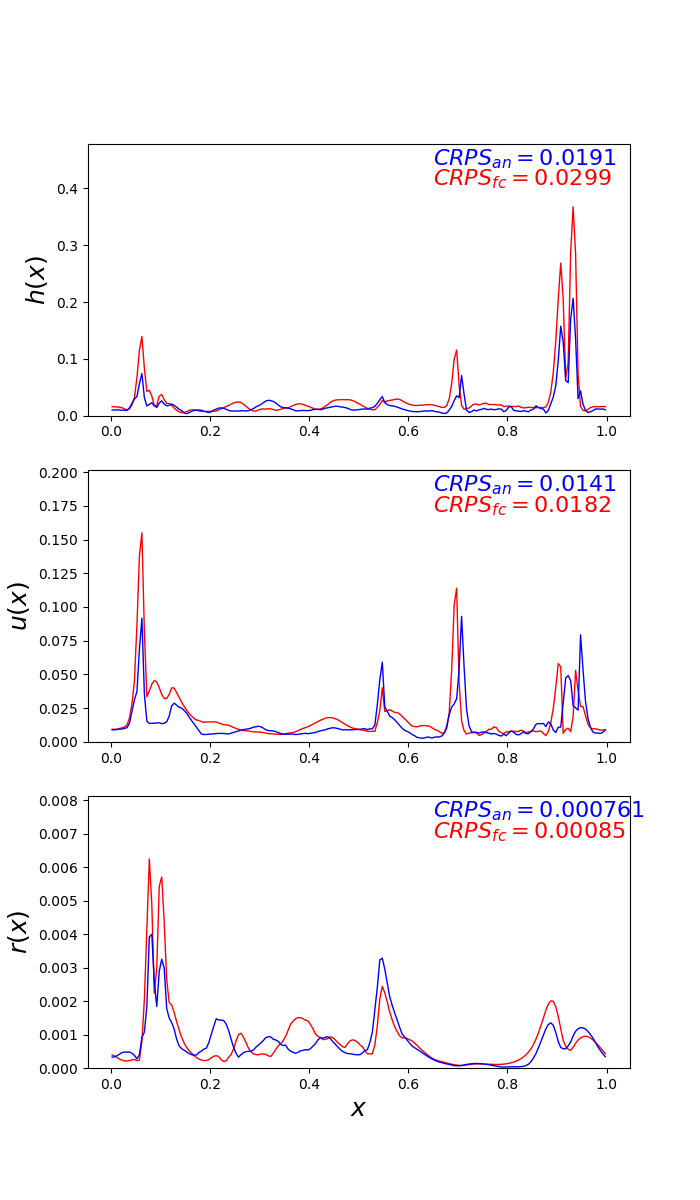 CRPS_an = 0.0191
CRPS_fc = 0.0299
h(x)
0.4
0.3
0.2
0.1
0.0
0.0 0.2 0.4 0.6 0.8 1.0
CRPS_an = 0.0141
CRPS_fc = 0.0182
u(x)
0.200
0.175
0.150
0.125
0.100
0.075
0.050
0.025
0.000
0.0 0.2 0.4 0.6 0.8 1.0
CRPS_an = 0.000761
CRPS_fc = 0.00085
r(x)
0.008
0.007
0.006
0.005
0.004
0.003
0.002
0.001
0.000
0.0 0.2 0.4 0.6 0.8 1.0
x